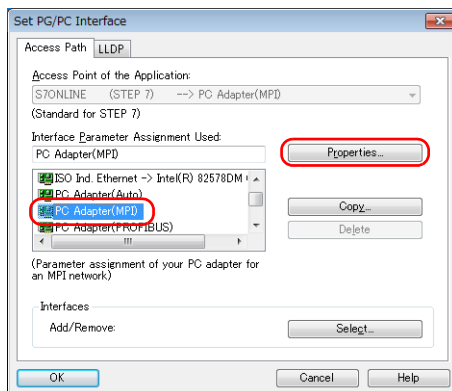 Set PG/PC Interface
Access Path LLDP
Access Point of the Application:
S7ONLINE (STEP 7) --> PC Adapter(MPI)
(Standard for STEP 7)
Interface Parameter Assignment Used:
PC Adapter(MPI) Properties...
ISO Ind. Ethernet -> Intel(R) 82578DM
PC Adapter(Auto)
PC Adapter(MPI) Copy...
PC Adapter(PROFIBUS) Delete
(Parameter assignment of your PC adapter for
an MPI network)
Interfaces
Add/Remove: Select...
OK Cancel Help